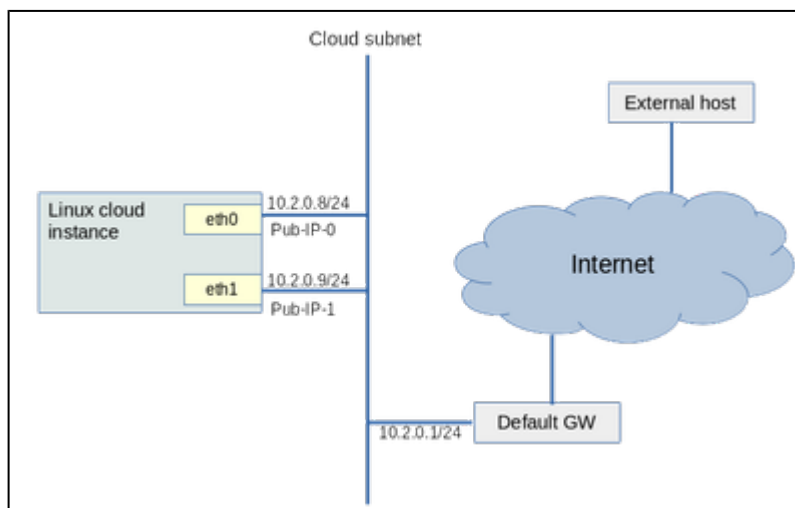 Cloud subnet
External host
Linux cloud
instance
eth0
10.2.0.8/24
Pub-IP-0
eth1
10.2.0.9/24
Pub-IP-1
Internet
10.2.0.1/24
Default GW